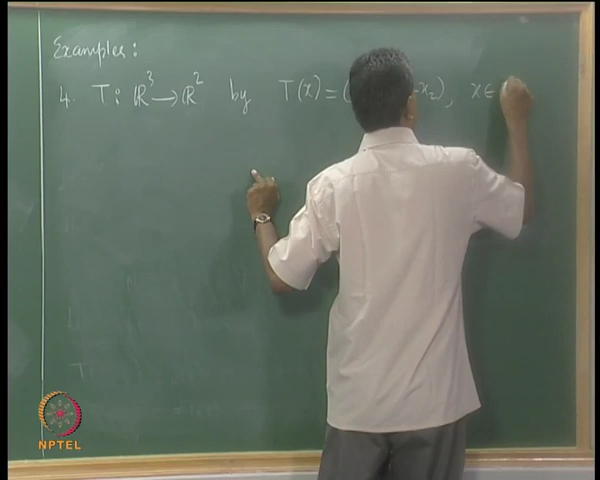 Examples:
4. T: ℝ³ → ℝ² by T(x) = ( -x₂), x ∈
NPTEL